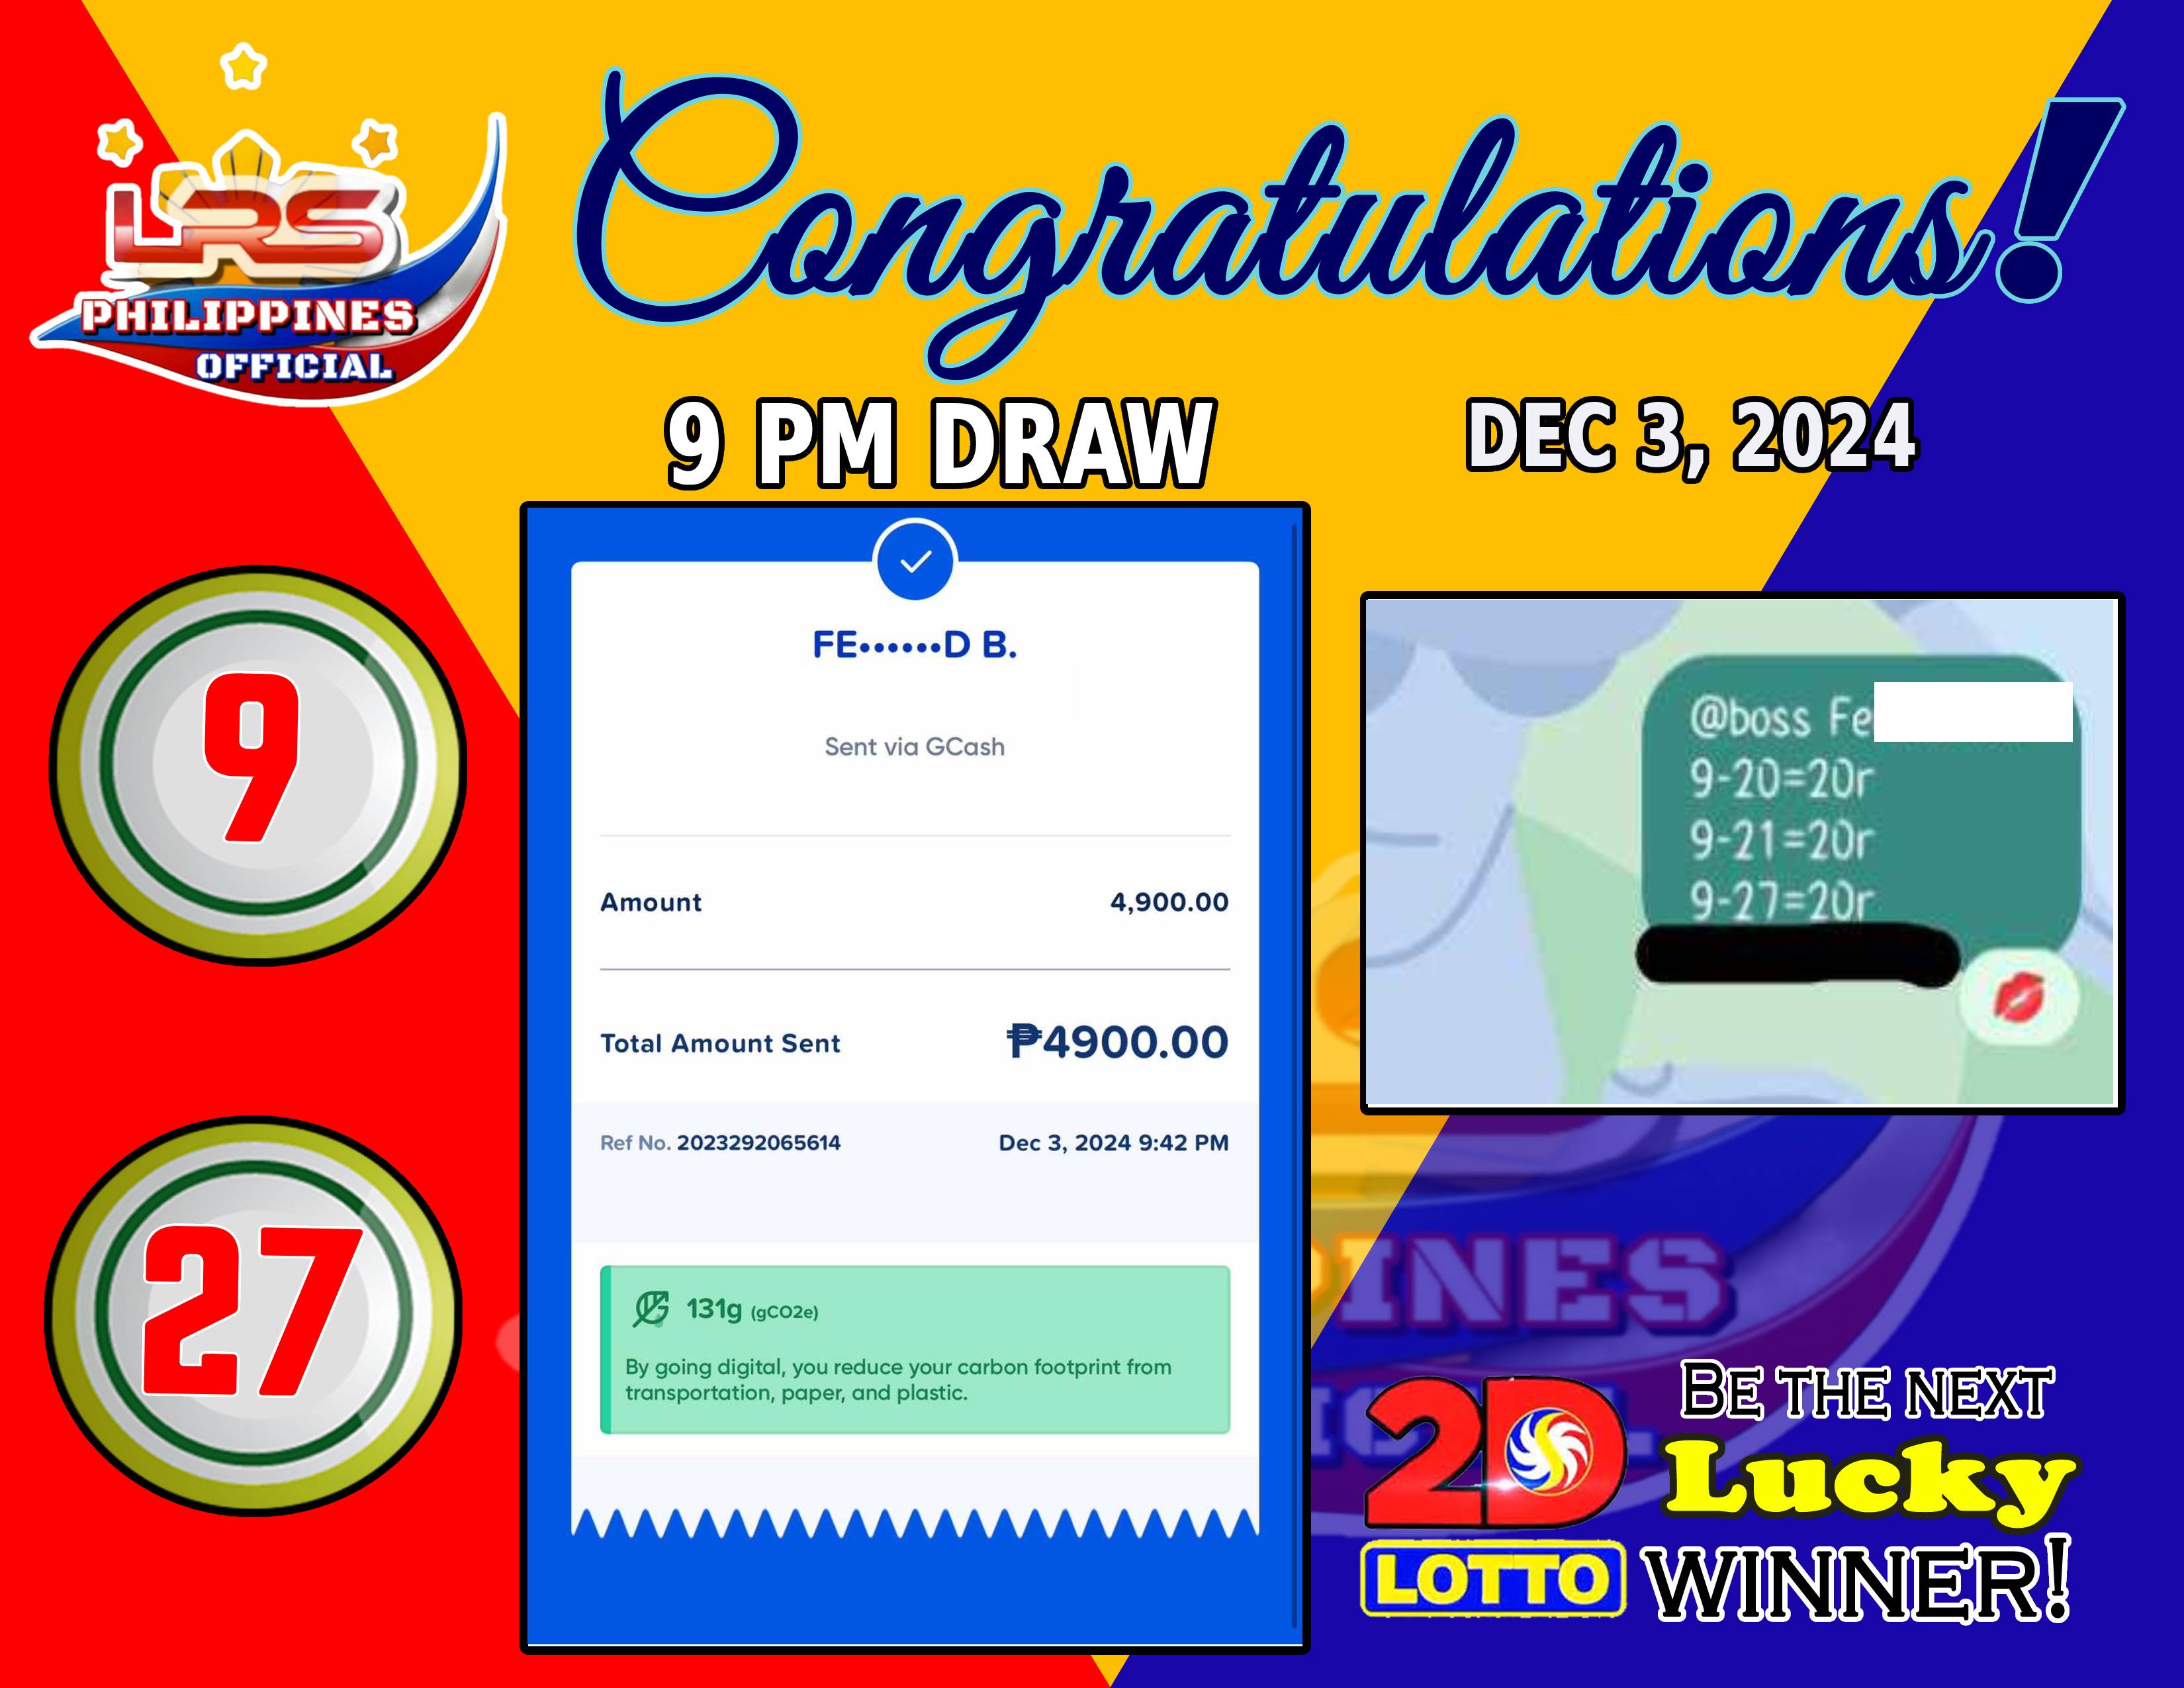 LRS
PHILIPPINES
OFFICIAL
Congratulations!
9 PM DRAW
DEC 3, 2024
9
27
FE••••••D B.
Sent via GCash
Amount 4,900.00
Total Amount Sent ₱4900.00
Ref No. 2023292065614 Dec 3, 2024 9:42 PM
131g (gCO2e)
By going digital, you reduce your carbon footprint from
transportation, paper, and plastic.
@boss Fe
9-20=20r
9-21=20r
9-27=20r
PINES
2D
LOTTO
BE THE NEXT
Lucky
WINNER!